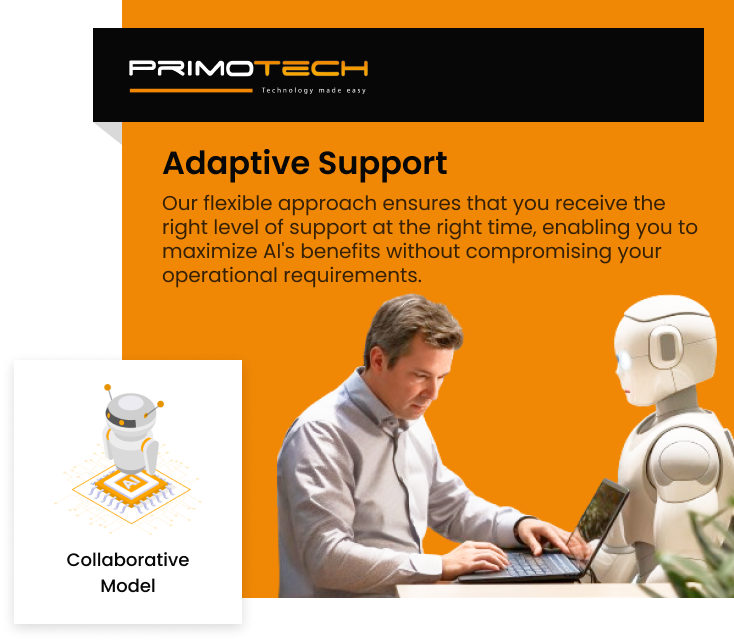 PRIMOTECH
Technology made easy
Adaptive Support
Our flexible approach ensures that you receive the
right level of support at the right time, enabling you to
maximize AI's benefits without compromising your
operational requirements.
AI
Collaborative
Model